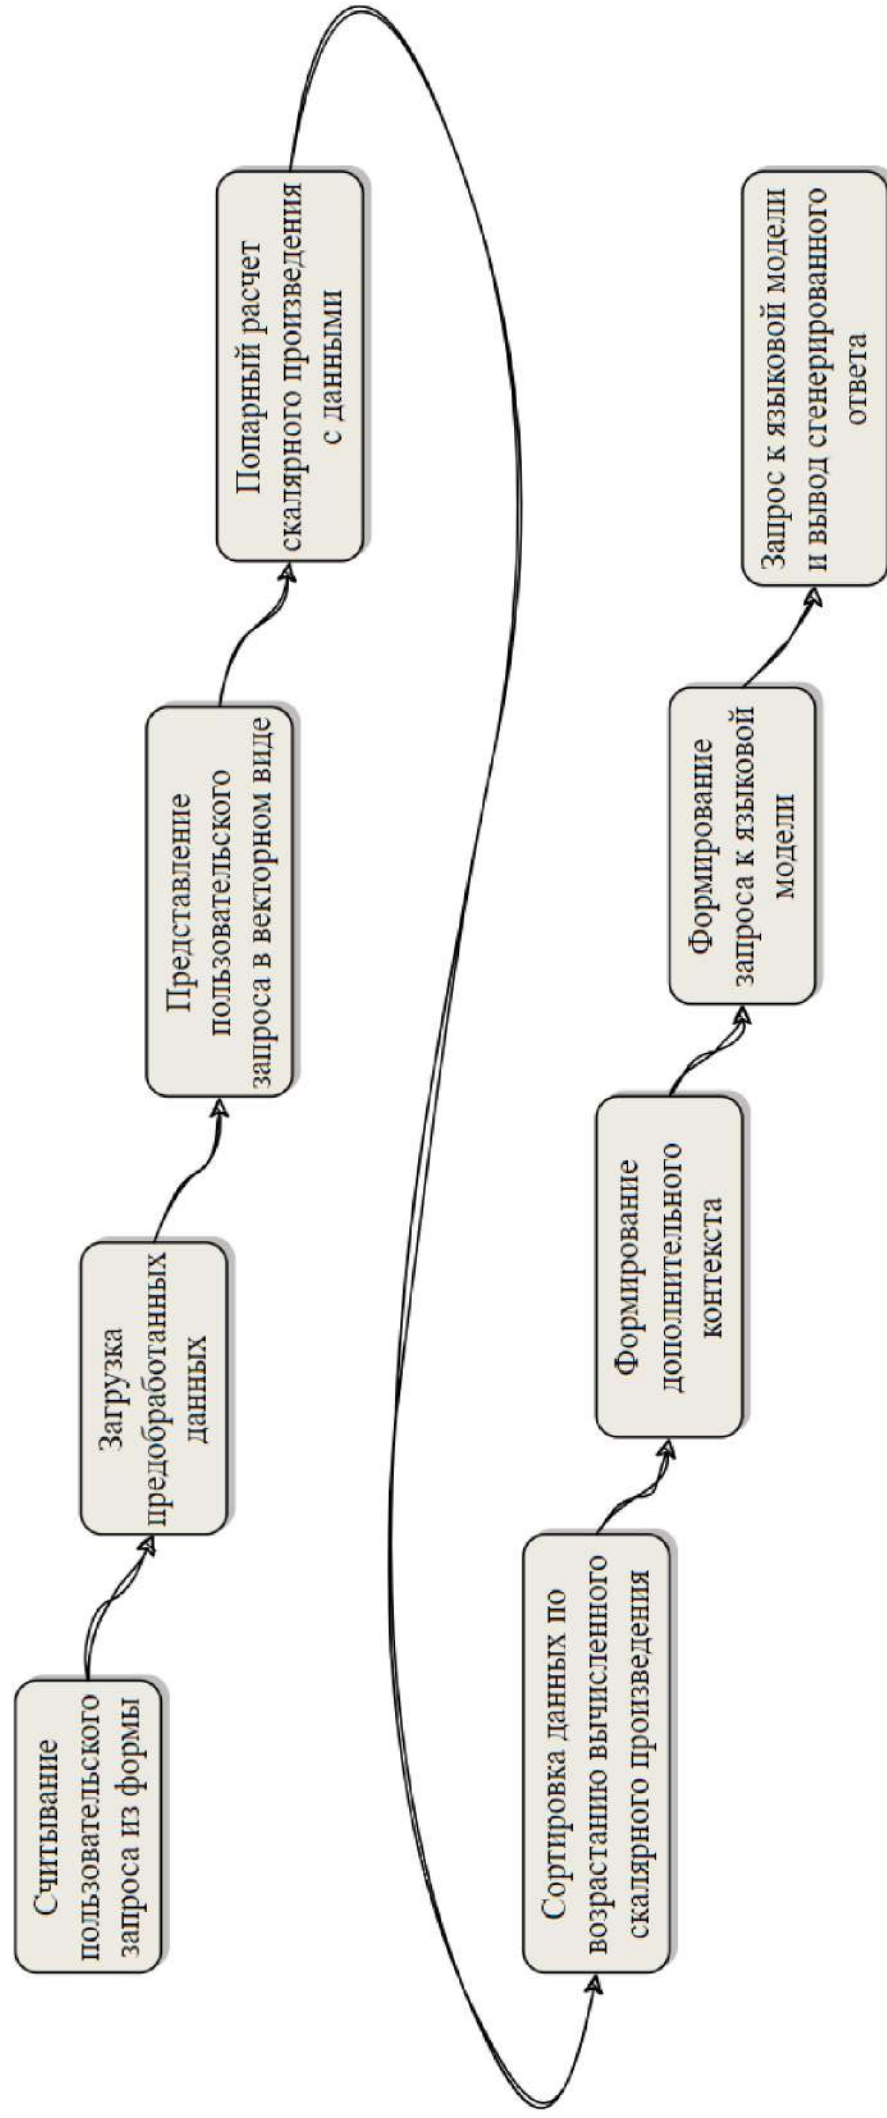 Считывание
пользовательского
запроса из формы
Загрузка
предобработанных
данных
Представление
пользовательского
запроса в векторном виде
Попарный расчет
скалярного произведения
с данными
Сортировка данных по
возрастанию вычисленного
скалярного произведения
Формирование
дополнительного
контекста
Формирование
запроса к языковой
модели
Запрос к языковой модели
и вывод сгенерированного
ответа